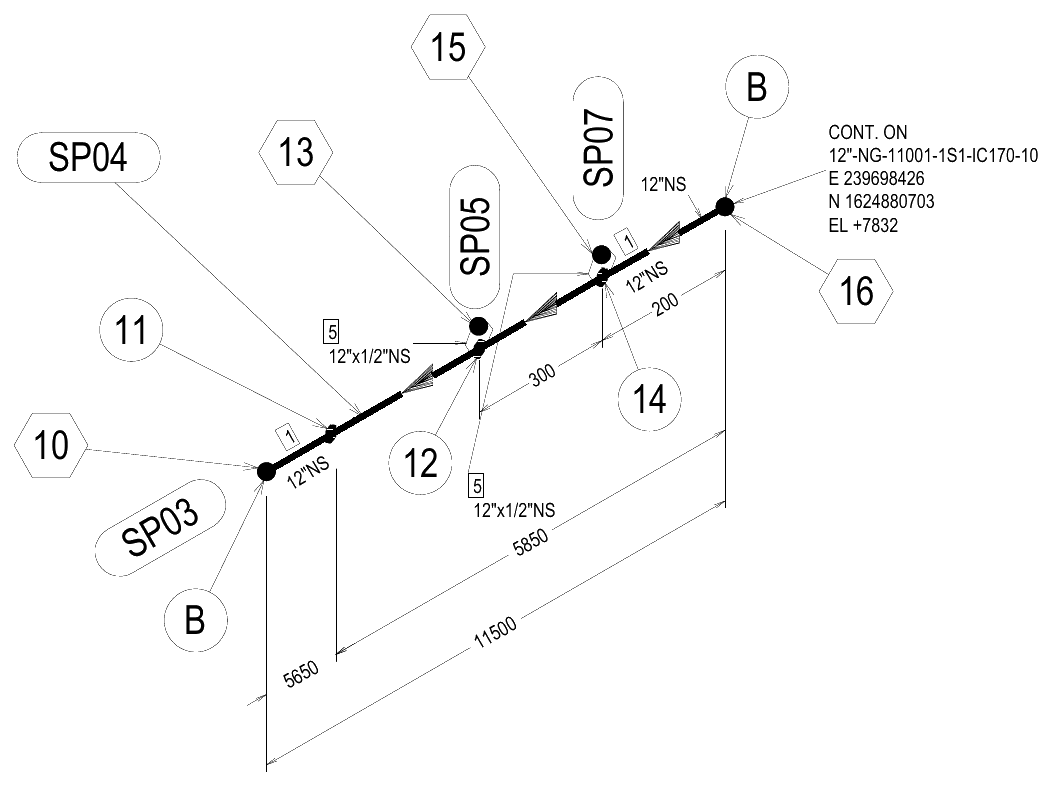 15
B
SP07
CONT. ON
12"-NG-11001-1S1-IC170-10
E 239698426
N 1624880703
EL +7832
SP04
13
12"NS
SP05
1
12"NS
16
200
11
5
12"x1/2"NS
300
14
10
1
12"NS
12
5
12"x1/2"NS
SP03
5850
B
11500
5650